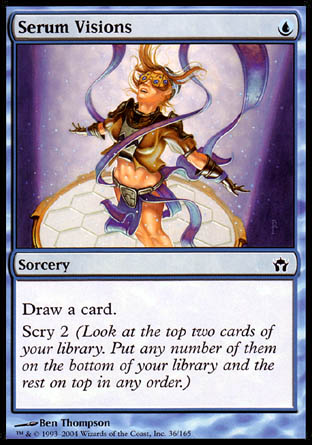 Serum Visions
Sorcery
Draw a card.
Scry 2 (Look at the top two cards of
your library. Put any number of them
on the bottom of your library and the
rest on top in any order.)
Ben Thompson
™ & © 1993–2004 Wizards of the Coast, Inc. 36/165